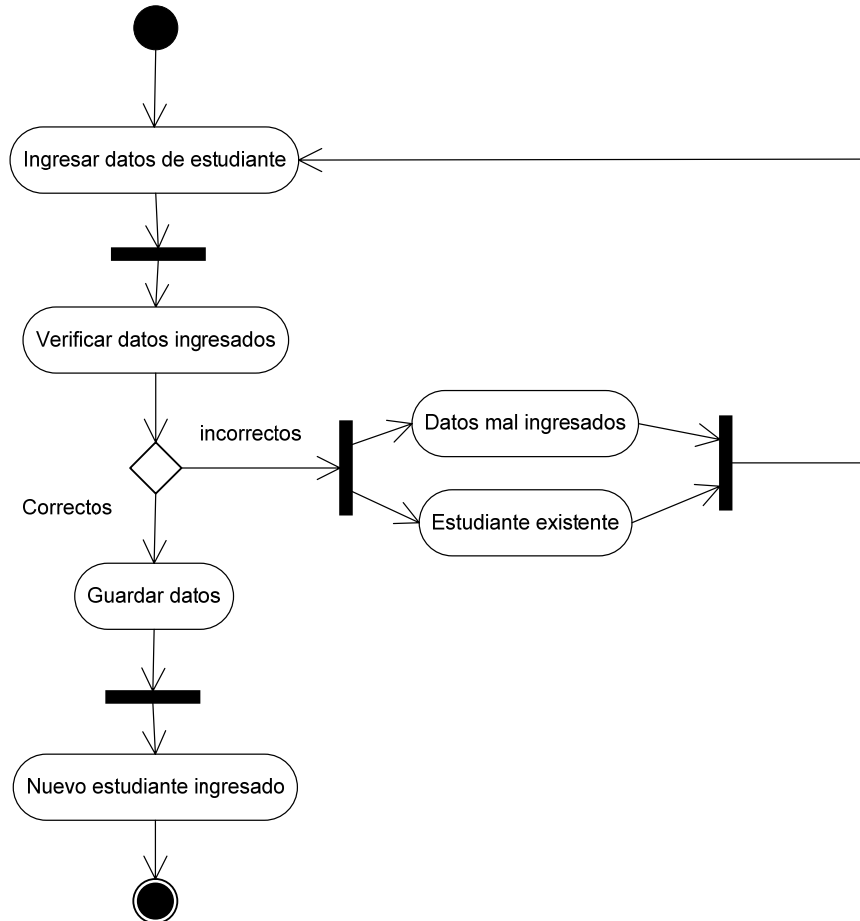 Ingresar datos de estudiante
Verificar datos ingresados
incorrectos
Datos mal ingresados
Estudiante existente
Correctos
Guardar datos
Nuevo estudiante ingresado